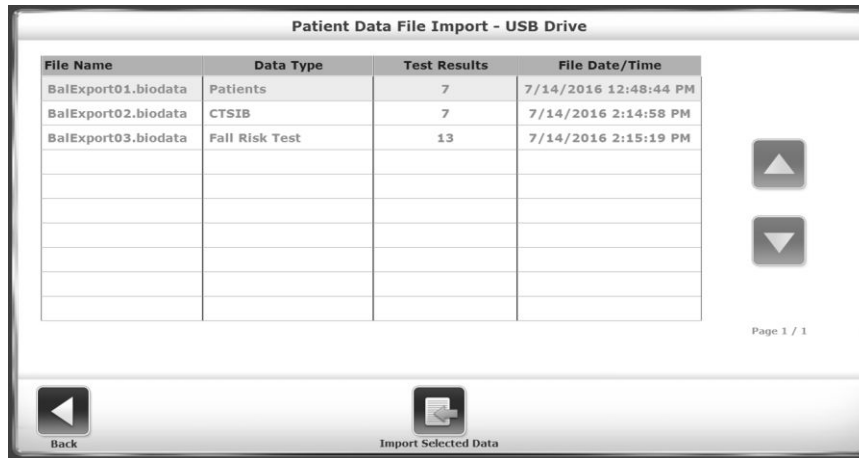 Patient Data File Import - USB Drive
File Name Data Type Test Results File Date/Time
BalExport01.biodata Patients 7 7/14/2016 12:48:44 PM
BalExport02.biodata CTSIB 7 7/14/2016 2:14:58 PM
BalExport03.biodata Fall Risk Test 13 7/14/2016 2:15:19 PM
Page 1 / 1
Back Import Selected Data